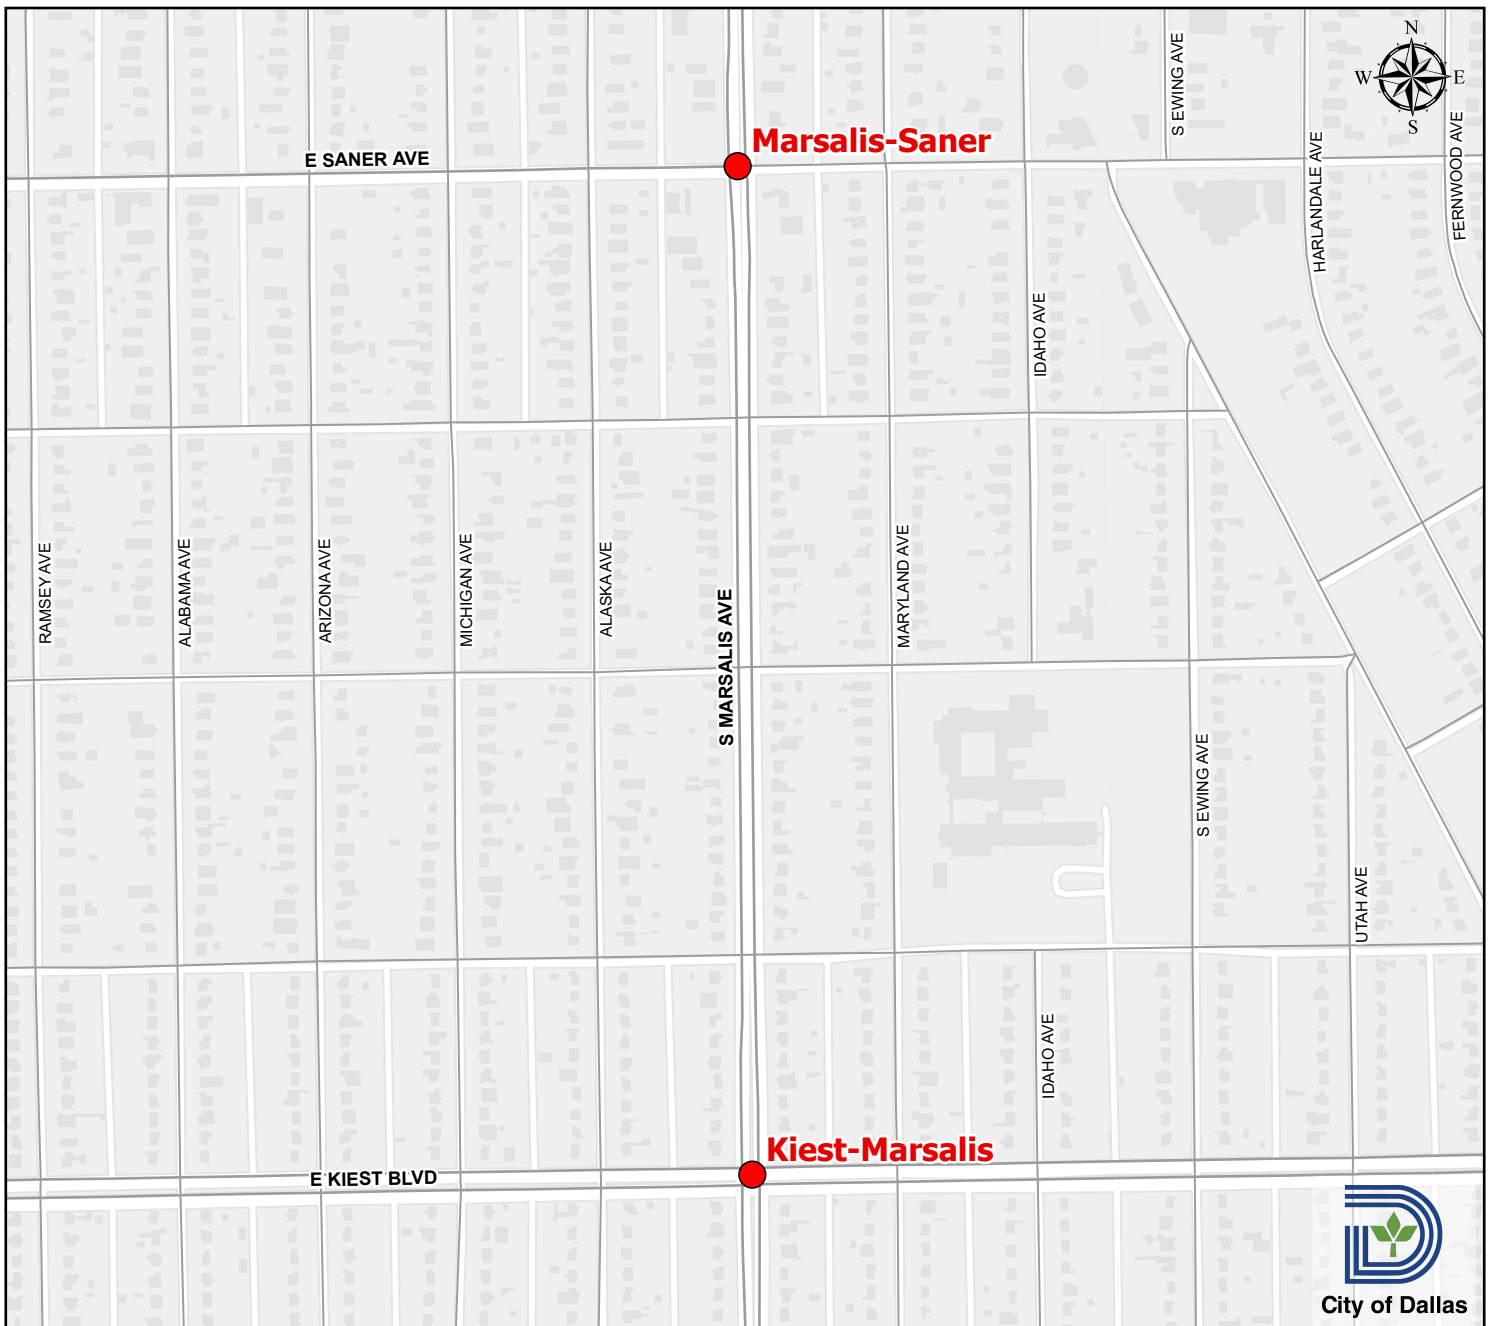 N
W E
S
S EWING AVE
HARLANDALE AVE
FERNWOOD AVE
Marsalis-Saner
E SANER AVE
IDAHO AVE
RAMSEY AVE
ALABAMA AVE
ARIZONA AVE
MICHIGAN AVE
ALASKA AVE
S MARSALIS AVE
MARYLAND AVE
S EWING AVE
UTAH AVE
IDAHO AVE
Kiest-Marsalis
E KIEST BLVD
City of Dallas